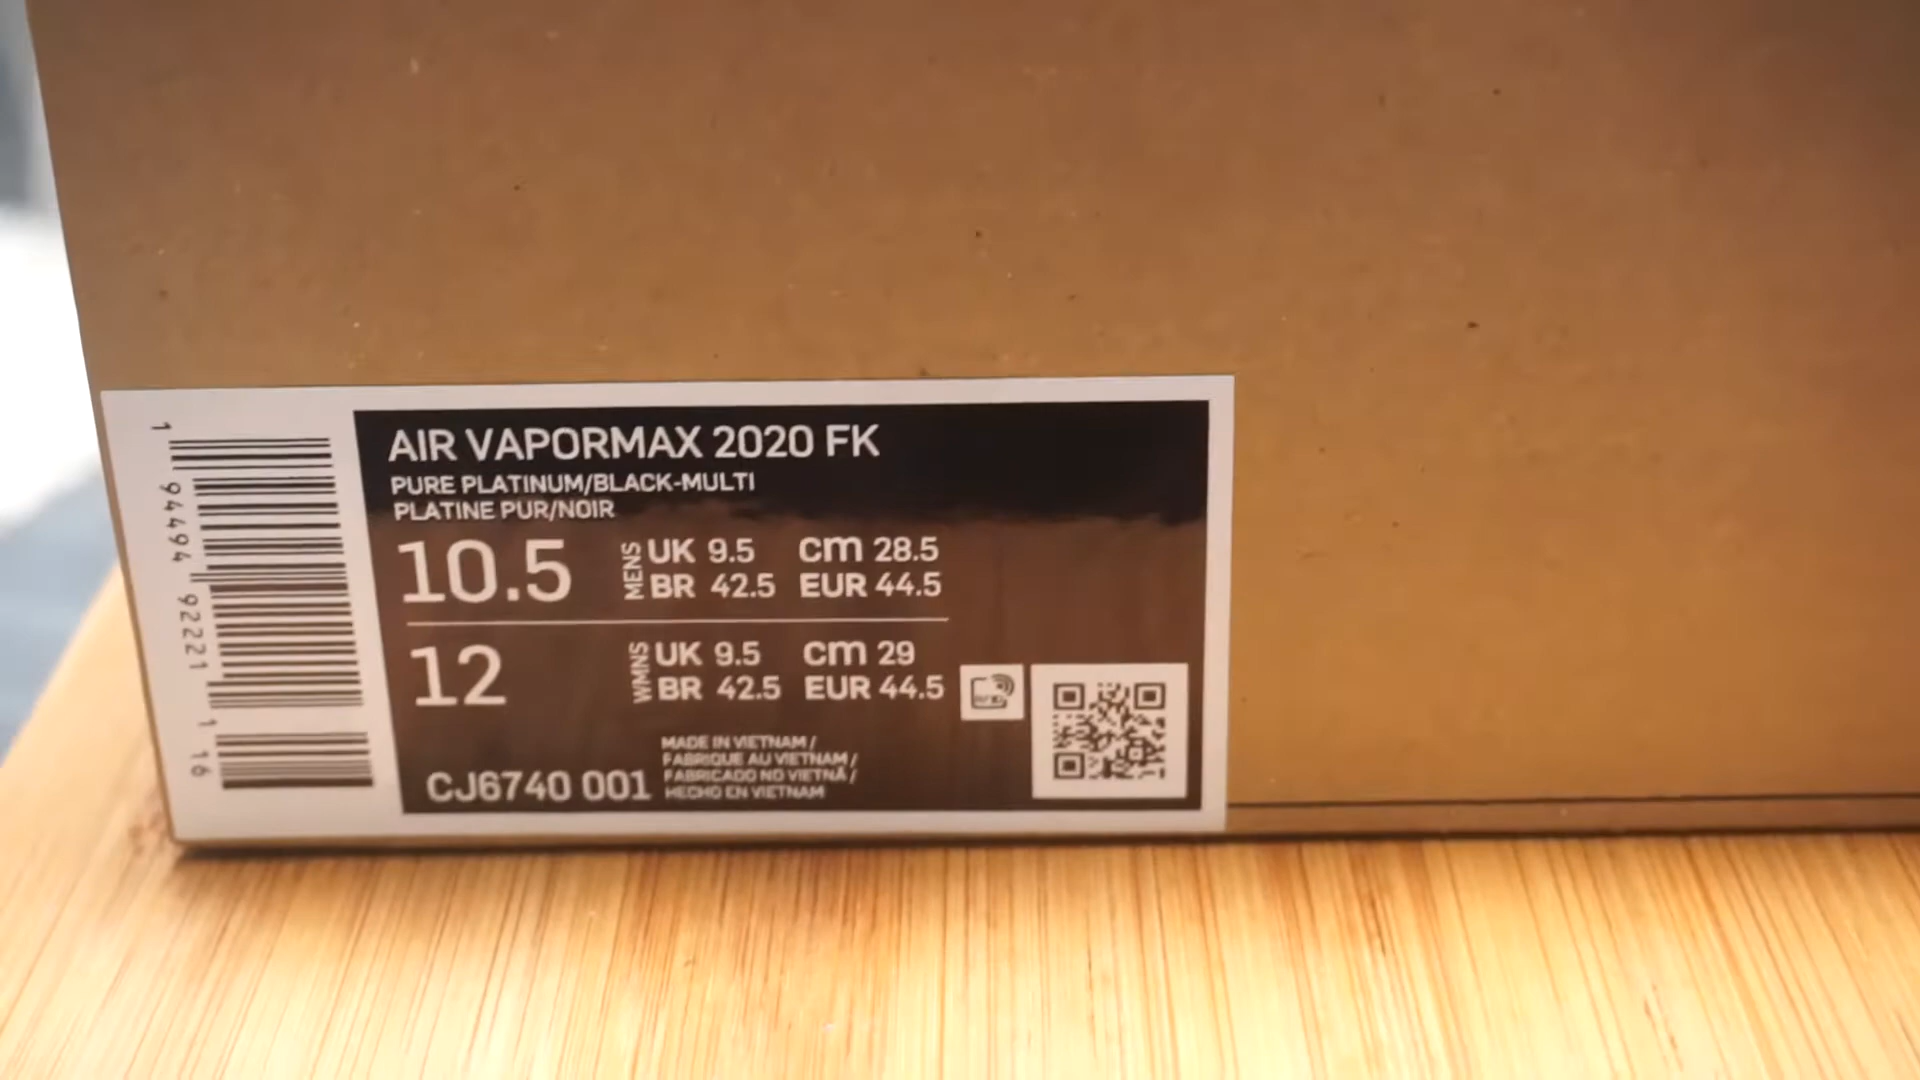 AIR VAPORMAX 2020 FK
PURE PLATINUM/BLACK-MULTI
PLATINE PUR/NOIR
10.5 MENS UK 9.5 cm 28.5
BR 42.5 EUR 44.5
12 WMNS UK 9.5 cm 29
BR 42.5 EUR 44.5
RFID
MADE IN VIETNAM /
FABRIQUE AU VIETNAM /
FABRICADO NO VIETNÃ /
HECHO EN VIETNAM
CJ6740 001
1 94494 92221 1 16